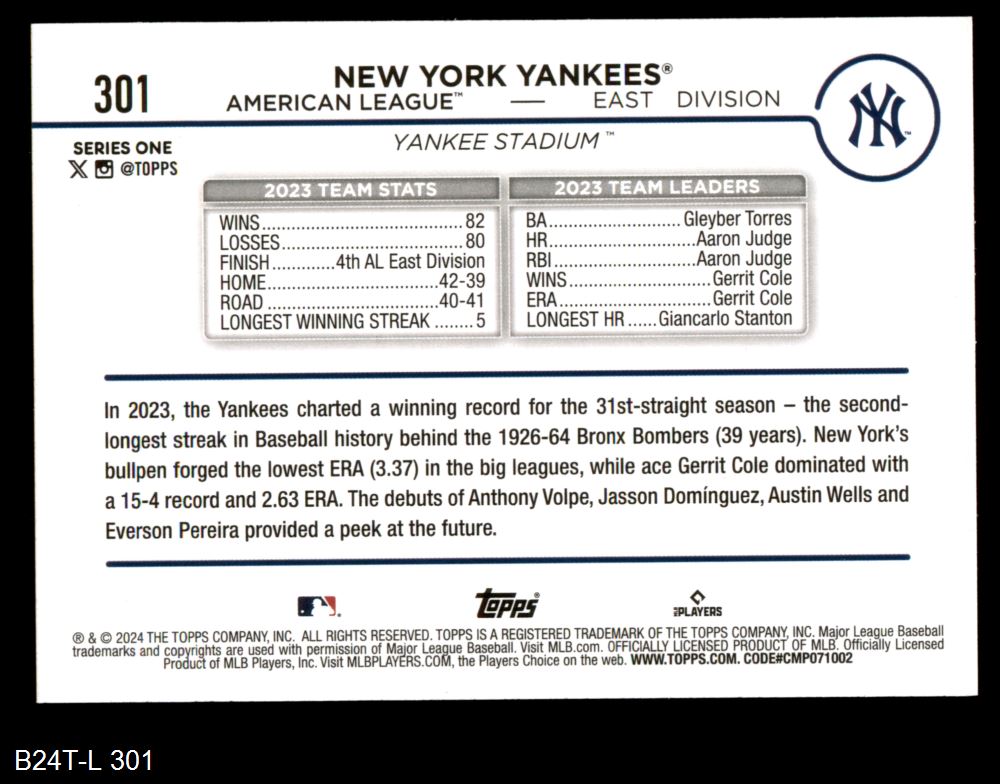 301
NEW YORK YANKEES®
AMERICAN LEAGUE™ — EAST DIVISION
NY™
YANKEE STADIUM™
SERIES ONE
X @TOPPS
2023 TEAM STATS
WINS..........................................82
LOSSES......................................80
FINISH............4th AL East Division
HOME....................................42-39
ROAD....................................40-41
LONGEST WINNING STREAK ........5
2023 TEAM LEADERS
BA...........................Gleyber Torres
HR..............................Aaron Judge
RBI.............................Aaron Judge
WINS.............................Gerrit Cole
ERA...............................Gerrit Cole
LONGEST HR......Giancarlo Stanton
In 2023, the Yankees charted a winning record for the 31st-straight season – the second-
longest streak in Baseball history behind the 1926-64 Bronx Bombers (39 years). New York's
bullpen forged the lowest ERA (3.37) in the big leagues, while ace Gerrit Cole dominated with
a 15-4 record and 2.63 ERA. The debuts of Anthony Volpe, Jasson Domínguez, Austin Wells and
Everson Pereira provided a peek at the future.
Topps®
PLAYERS
® & © 2024 THE TOPPS COMPANY, INC. ALL RIGHTS RESERVED. TOPPS IS A REGISTERED TRADEMARK OF THE TOPPS COMPANY, INC. Major League Baseball
trademarks and copyrights are used with permission of Major League Baseball. Visit MLB.com. OFFICIALLY LICENSED PRODUCT OF MLB. Officially Licensed
Product of MLB Players, Inc. Visit MLBPLAYERS.COM, the Players Choice on the web. WWW.TOPPS.COM. CODE#CMP071002
B24T-L 301